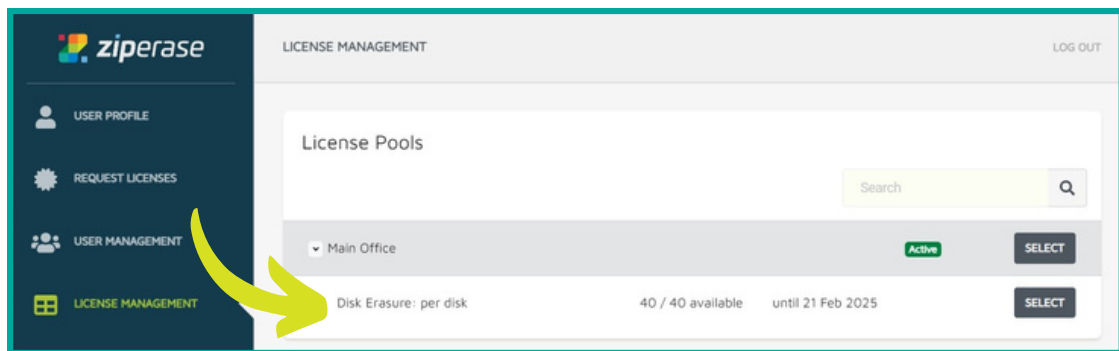 ziperase
LICENSE MANAGEMENT
LOG OUT
USER PROFILE
REQUEST LICENSES
USER MANAGEMENT
LICENSE MANAGEMENT
License Pools
Search
Main Office
Active
SELECT
Disk Erasure: per disk
40 / 40 available
until 21 Feb 2025
SELECT